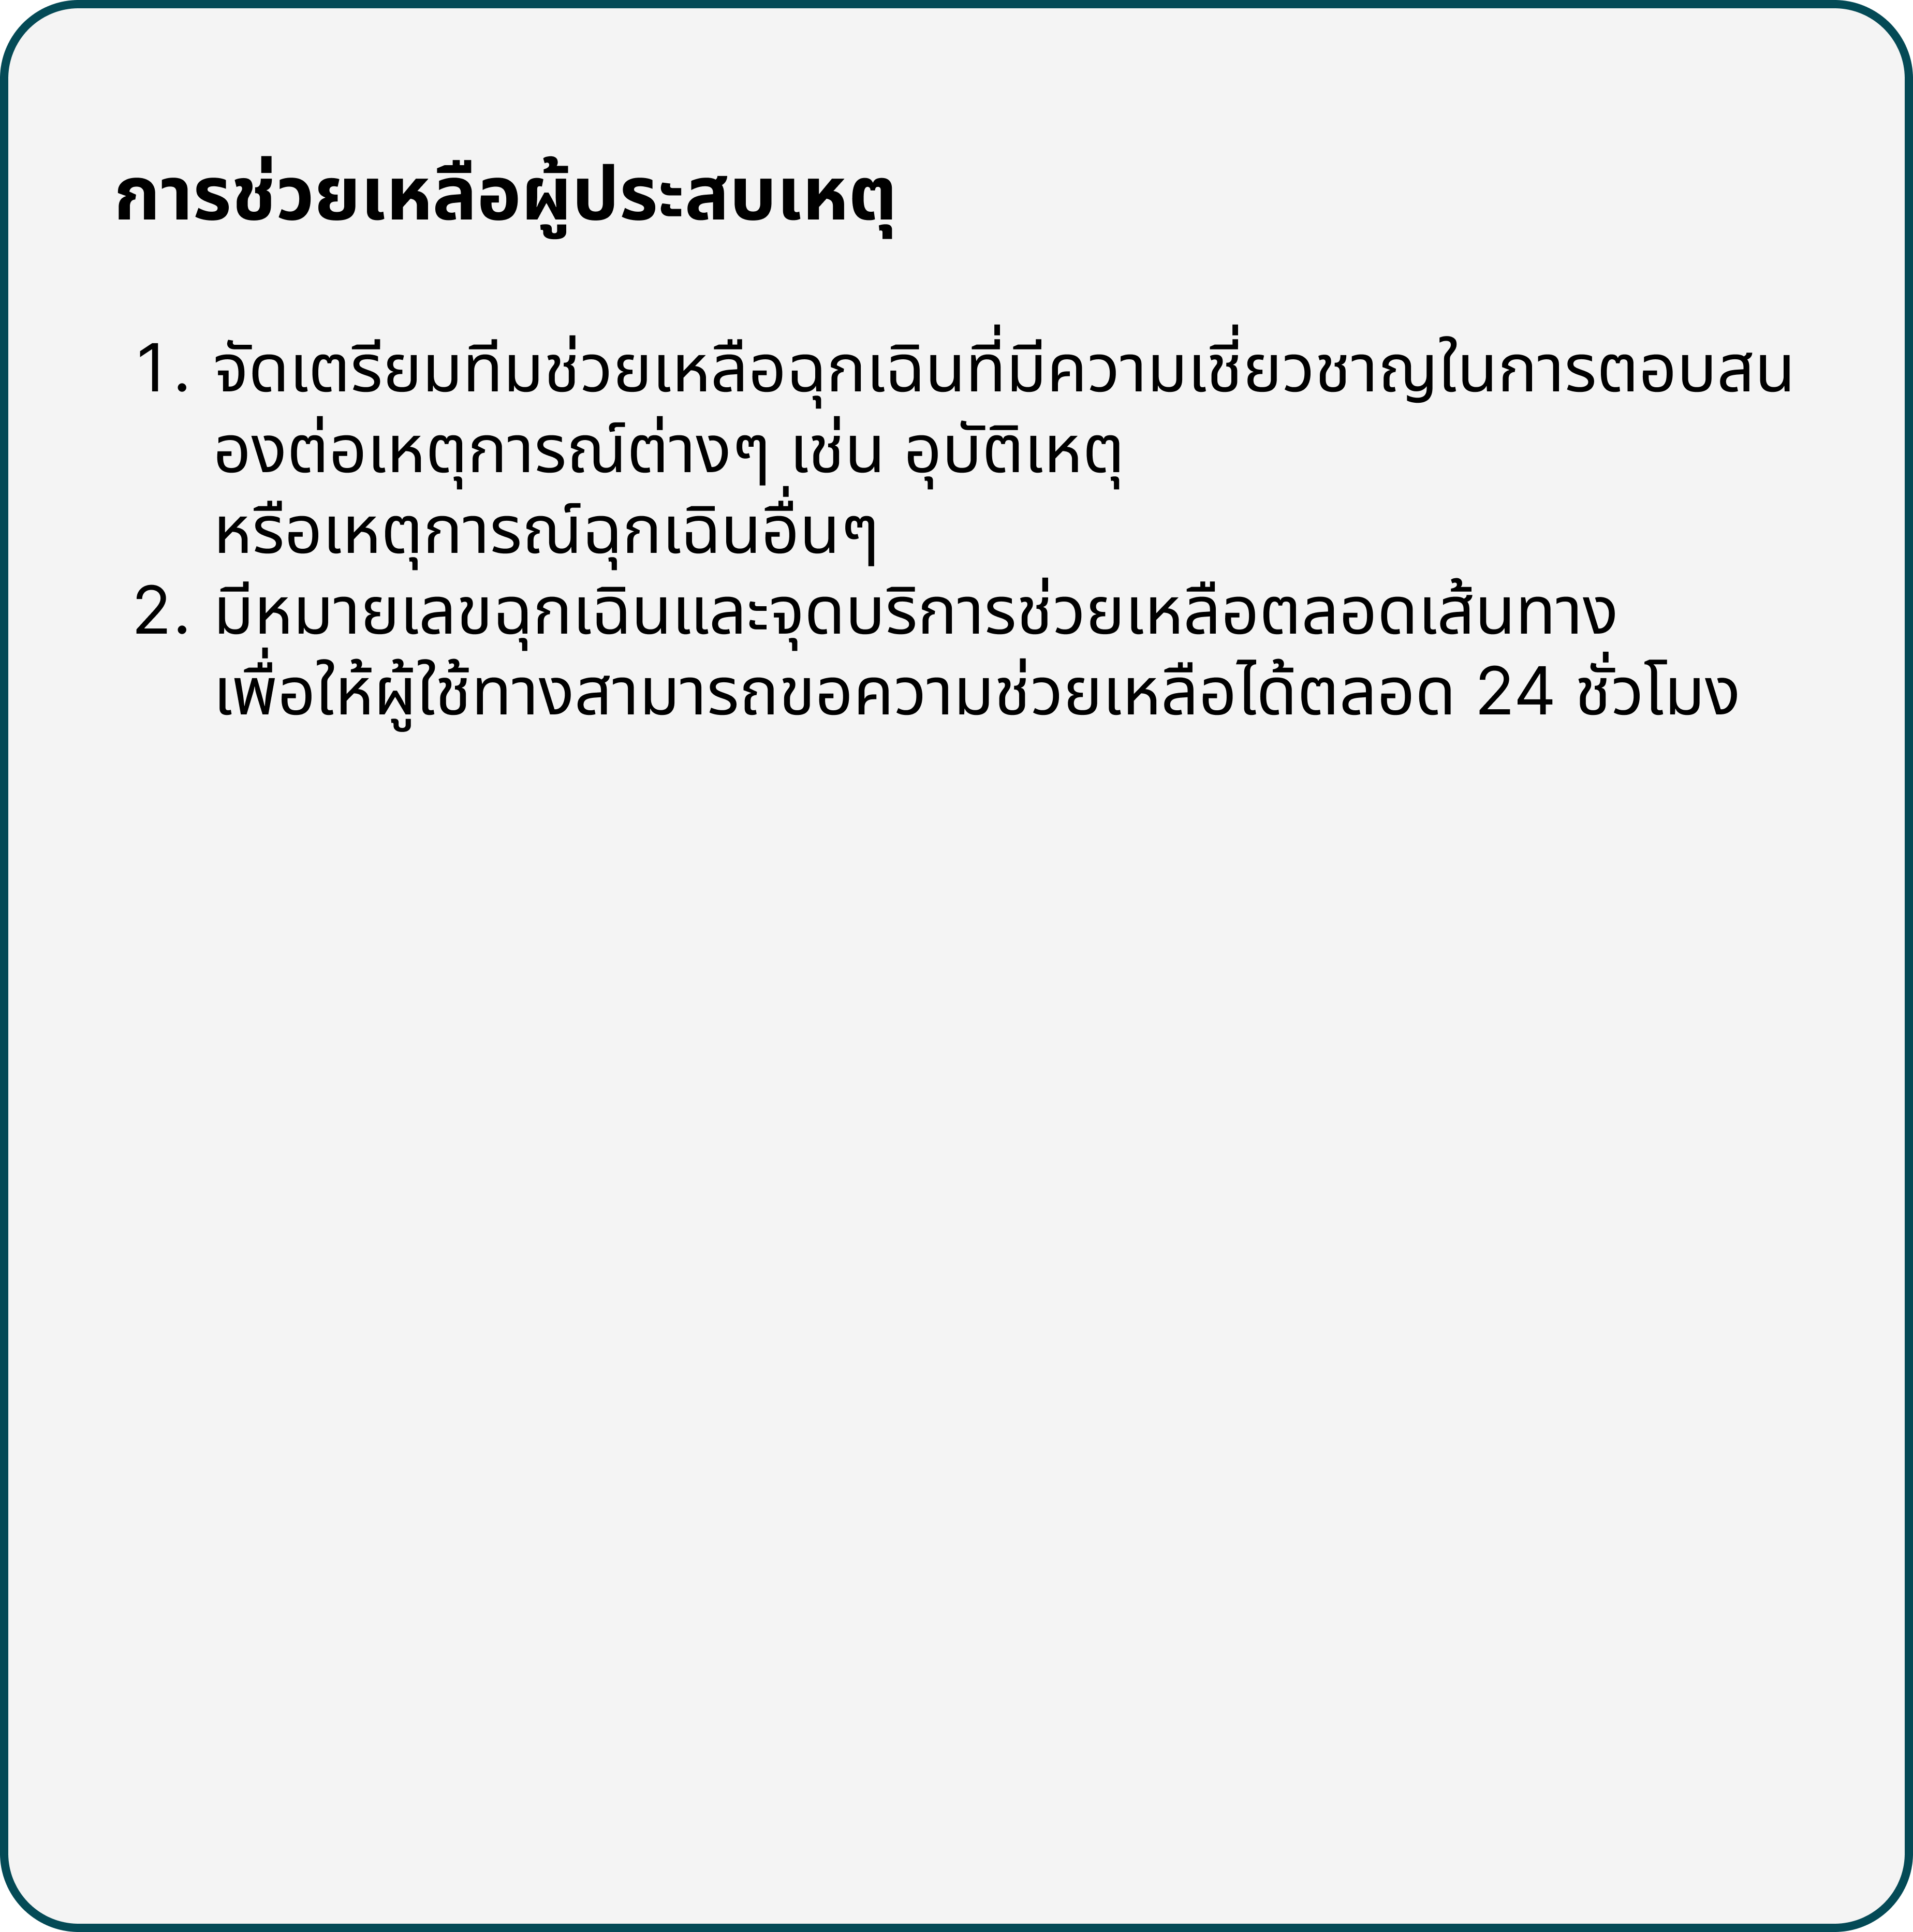 การช่วยเหลือผู้ประสบเหตุ
1. จัดเตรียมทีมช่วยเหลือฉุกเฉินที่มีความเชี่ยวชาญในการตอบสน
องต่อเหตุการณ์ต่างๆ เช่น อุบัติเหตุ
หรือเหตุการณ์ฉุกเฉินอื่นๆ
2. มีหมายเลขฉุกเฉินและจุดบริการช่วยเหลือตลอดเส้นทาง
เพื่อให้ผู้ใช้ทางสามารถขอความช่วยเหลือได้ตลอด 24 ชั่วโมง